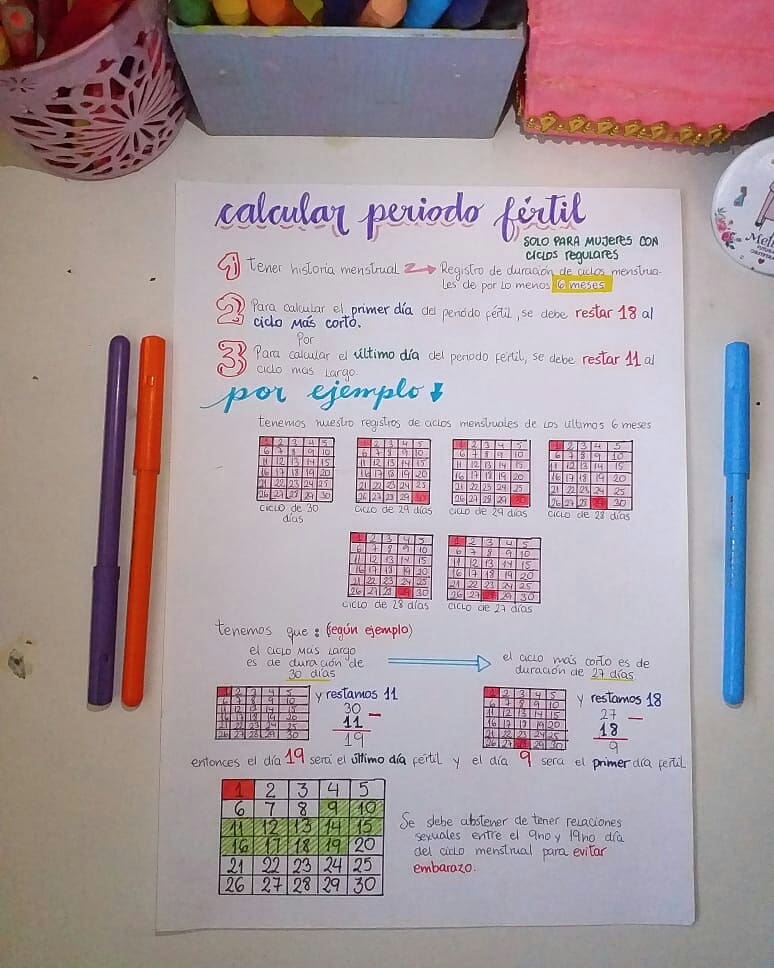 calcular periodo fértil
SOLO PARA MUJERES CON
ciclos regulares
1 tener historia menstrual → Registro de duración de ciclos menstrua-
les de por lo menos 6 meses
2 Para calcular el primer día del periodo fértil, se debe restar 18 al
ciclo más corto.
Por
3 Para calcular el último día del periodo fertil, se debe restar 11 al
ciclo mas largo.
por ejemplo
tenemos nuestro registros de ciclos menstruales de los ultimos 6 meses
1 2 3 4 5
6 7 8 9 10
11 12 13 14 15
16 17 18 19 20
21 22 23 24 25
26 27 28 29 30
ciclo de 30
días
1 2 3 4 5
6 7 8 9 10
11 12 13 14 15
16 17 18 19 20
21 22 23 24 25
26 27 28 29 30
ciclo de 29 días
1 2 3 4 5
6 7 8 9 10
11 12 13 14 15
16 17 18 19 20
21 22 23 24 25
26 27 28 29 30
ciclo de 29 días
1 2 3 4 5
6 7 8 9 10
11 12 13 14 15
16 17 18 19 20
21 22 23 24 25
26 27 28 29 30
ciclo de 28 días
1 2 3 4 5
6 7 8 9 10
11 12 13 14 15
16 17 18 19 20
21 22 23 24 25
26 27 28 29 30
ciclo de 28 días
1 2 3 4 5
6 7 8 9 10
11 12 13 14 15
16 17 18 19 20
21 22 23 24 25
26 27 28 29 30
ciclo de 27 días
tenemos que: (según ejemplo)
el ciclo más largo
es de duración de
30 días
el ciclo más corto es de
duración de 27 días
1 2 3 4 5
6 7 8 9 10
11 12 13 14 15
16 17 18 19 20
21 22 23 24 25
26 27 28 29 30
y restamos 11
30 -
11
19
1 2 3 4 5
6 7 8 9 10
11 12 13 14 15
16 17 18 19 20
21 22 23 24 25
26 27 28 29 30
y restamos 18
27 -
18
9
entonces el día 19 será el último día fértil y el día 9 sera el primer día fertil
1 2 3 4 5
6 7 8 9 10
11 12 13 14 15
16 17 18 19 20
21 22 23 24 25
26 27 28 29 30
Se debe abstener de tener relaciones
sexuales entre el 9no y 19no día
del ciclo menstrual para evitar
embarazo.